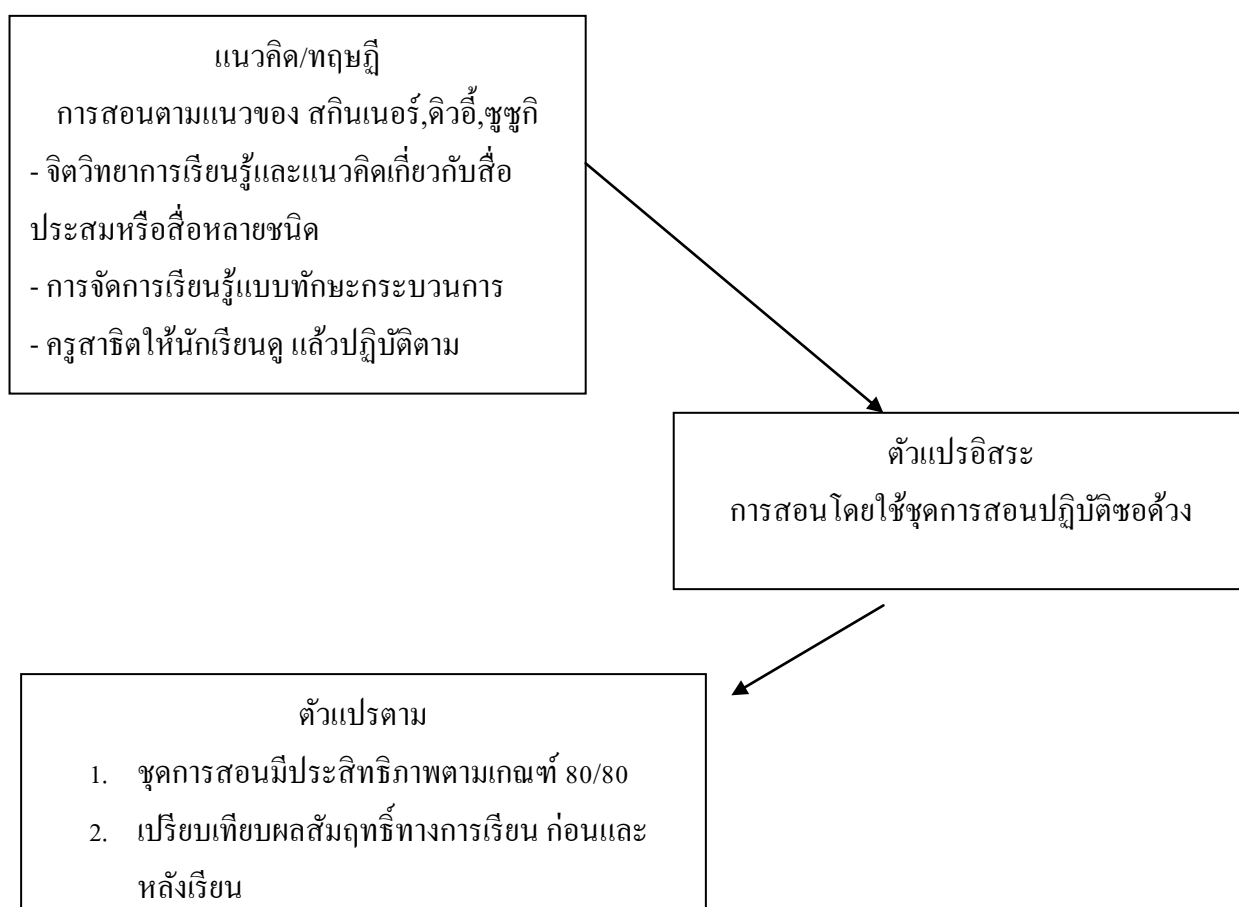 แนวคิด/ทฤษฏี
การสอนตามแนวของ สกินเนอร์,ดิวอี้,ซูซูกิ
- จิตวิทยาการเรียนรู้และแนวคิดเกี่ยวกับสื่อ
ประสมหรือสื่อหลายชนิด
- การจัดการเรียนรู้แบบทักษะกระบวนการ
- ครูสาธิตให้นักเรียนดู แล้วปฏิบัติตาม
ตัวแปรอิสระ
การสอนโดยใช้ชุดการสอนปฏิบัติซอด้วง
ตัวแปรตาม
1. ชุดการสอนมีประสิทธิภาพตามเกณฑ์ 80/80
2. เปรียบเทียบผลสัมฤทธิ์ทางการเรียน ก่อนและ
หลังเรียน